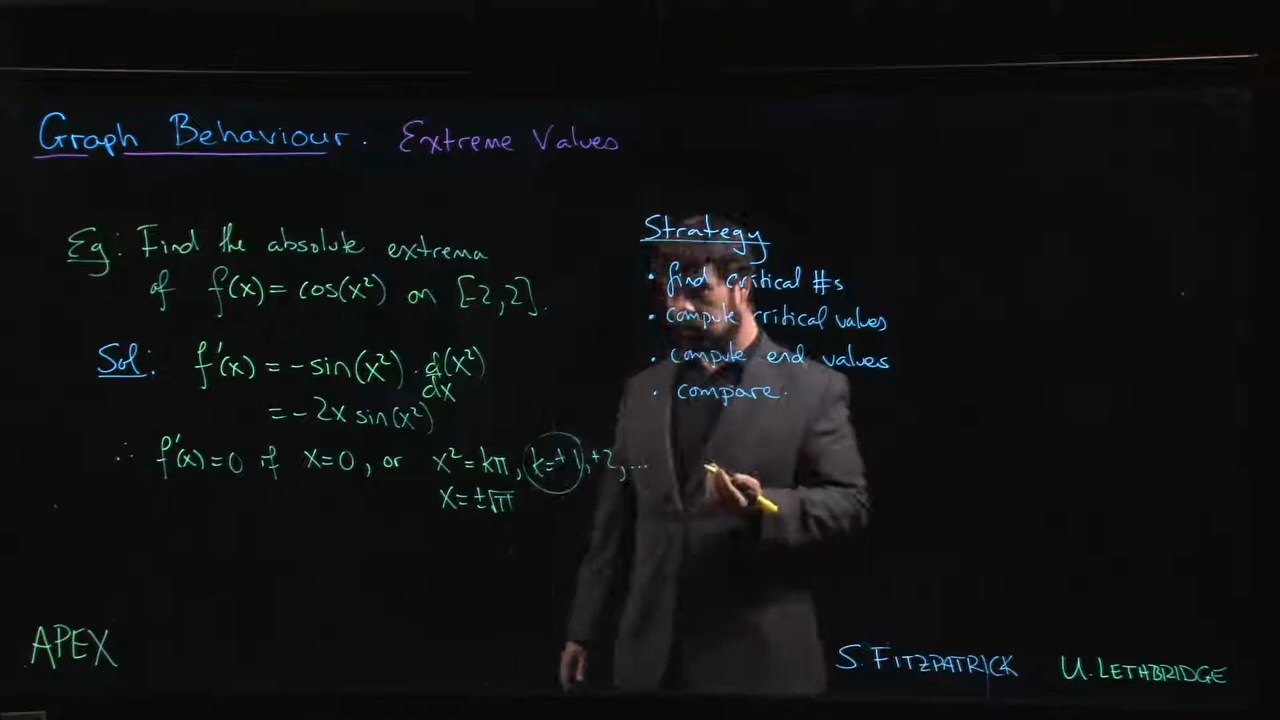 Graph Behaviour. Extreme Values
Eg: Find the absolute extrema
of f(x) = cos(x²) on [-2,2].
Sol: f'(x) = -sin(x²) · d/dx (x²)
= -2x sin(x²)
∴ f'(x)=0 if x=0, or x²=kπ, k=±1, ±2, ...
x=±√π
Strategy
· find critical #s
· compute critical values
· compute end values
· compare.
APEX
S. FITZPATRICK
U. LETHBRIDGE